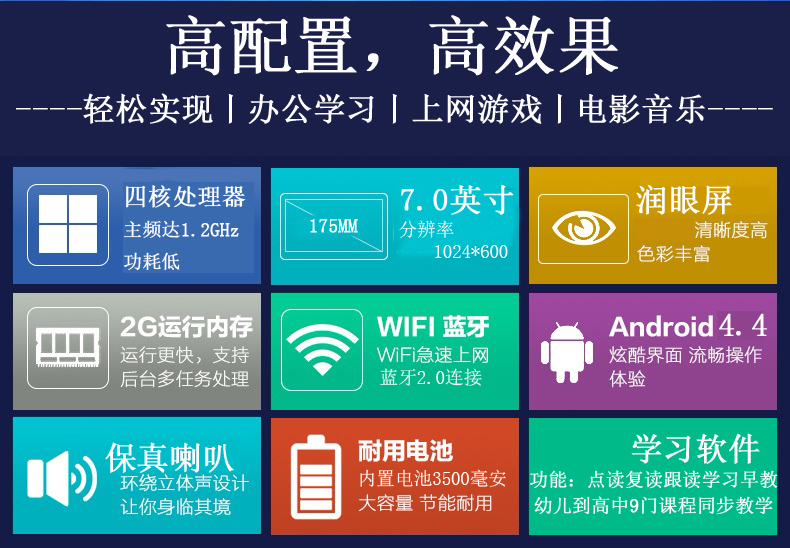 高配置，高效果
----轻松实现丨办公学习丨上网游戏丨电影音乐----
四核处理器
主频达1.2GHz
功耗低
175MM
7.0英寸
分辨率
1024*600
润眼屏
清晰度高
色彩丰富
2G运行内存
运行更快，支持
后台多任务处理
WIFI 蓝牙
WiFi急速上网
蓝牙2.0连接
Android 4.4
炫酷界面 流畅操作
体验
保真喇叭
环绕立体声设计
让你身临其境
耐用电池
内置电池3500毫安
大容量 节能耐用
学习软件
功能：点读复读跟读学习早教
幼儿到高中9门课程同步教学